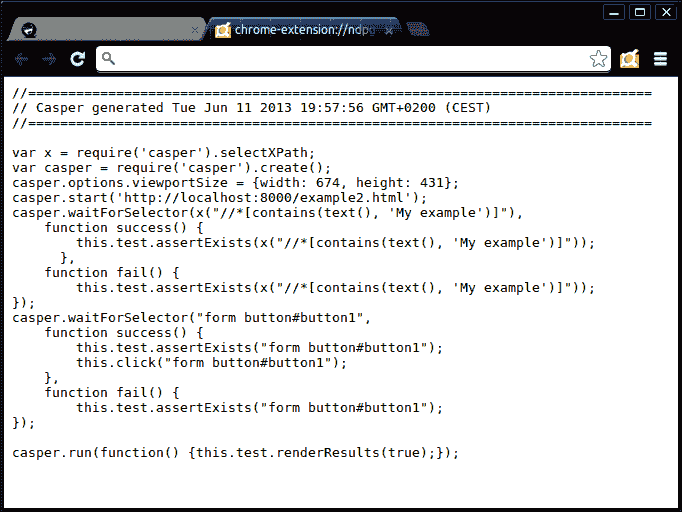 chrome-extension://ndpg
//==============================================================================
// Casper generated Tue Jun 11 2013 19:57:56 GMT+0200 (CEST)
//==============================================================================

var x = require('casper').selectXPath;
var casper = require('casper').create();
casper.options.viewportSize = {width: 674, height: 431};
casper.start('http://localhost:8000/example2.html');
casper.waitForSelector(x("//*[contains(text(), 'My example')]"),
    function success() {
        this.test.assertExists(x("//*[contains(text(), 'My example')]"));
      },
    function fail() {
        this.test.assertExists(x("//*[contains(text(), 'My example')]"));
});
casper.waitForSelector("form button#button1",
    function success() {
        this.test.assertExists("form button#button1");
        this.click("form button#button1");
    },
    function fail() {
        this.test.assertExists("form button#button1");
});

casper.run(function() {this.test.renderResults(true);});